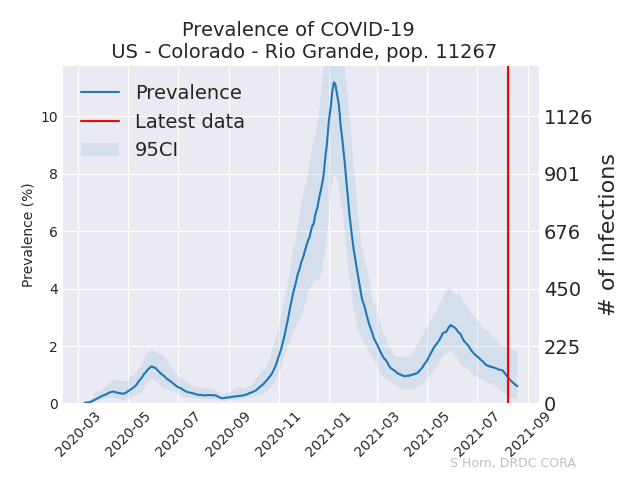 Prevalence of COVID-19
US - Colorado - Rio Grande, pop. 11267
Prevalence
Latest data
95CI
Prevalence (%)
10
8
6
4
2
0
1126
901
676
450
225
0
# of infections
2020-03
2020-05
2020-07
2020-09
2020-11
2021-01
2021-03
2021-05
2021-07
2021-09
S Horn, DRDC CORA